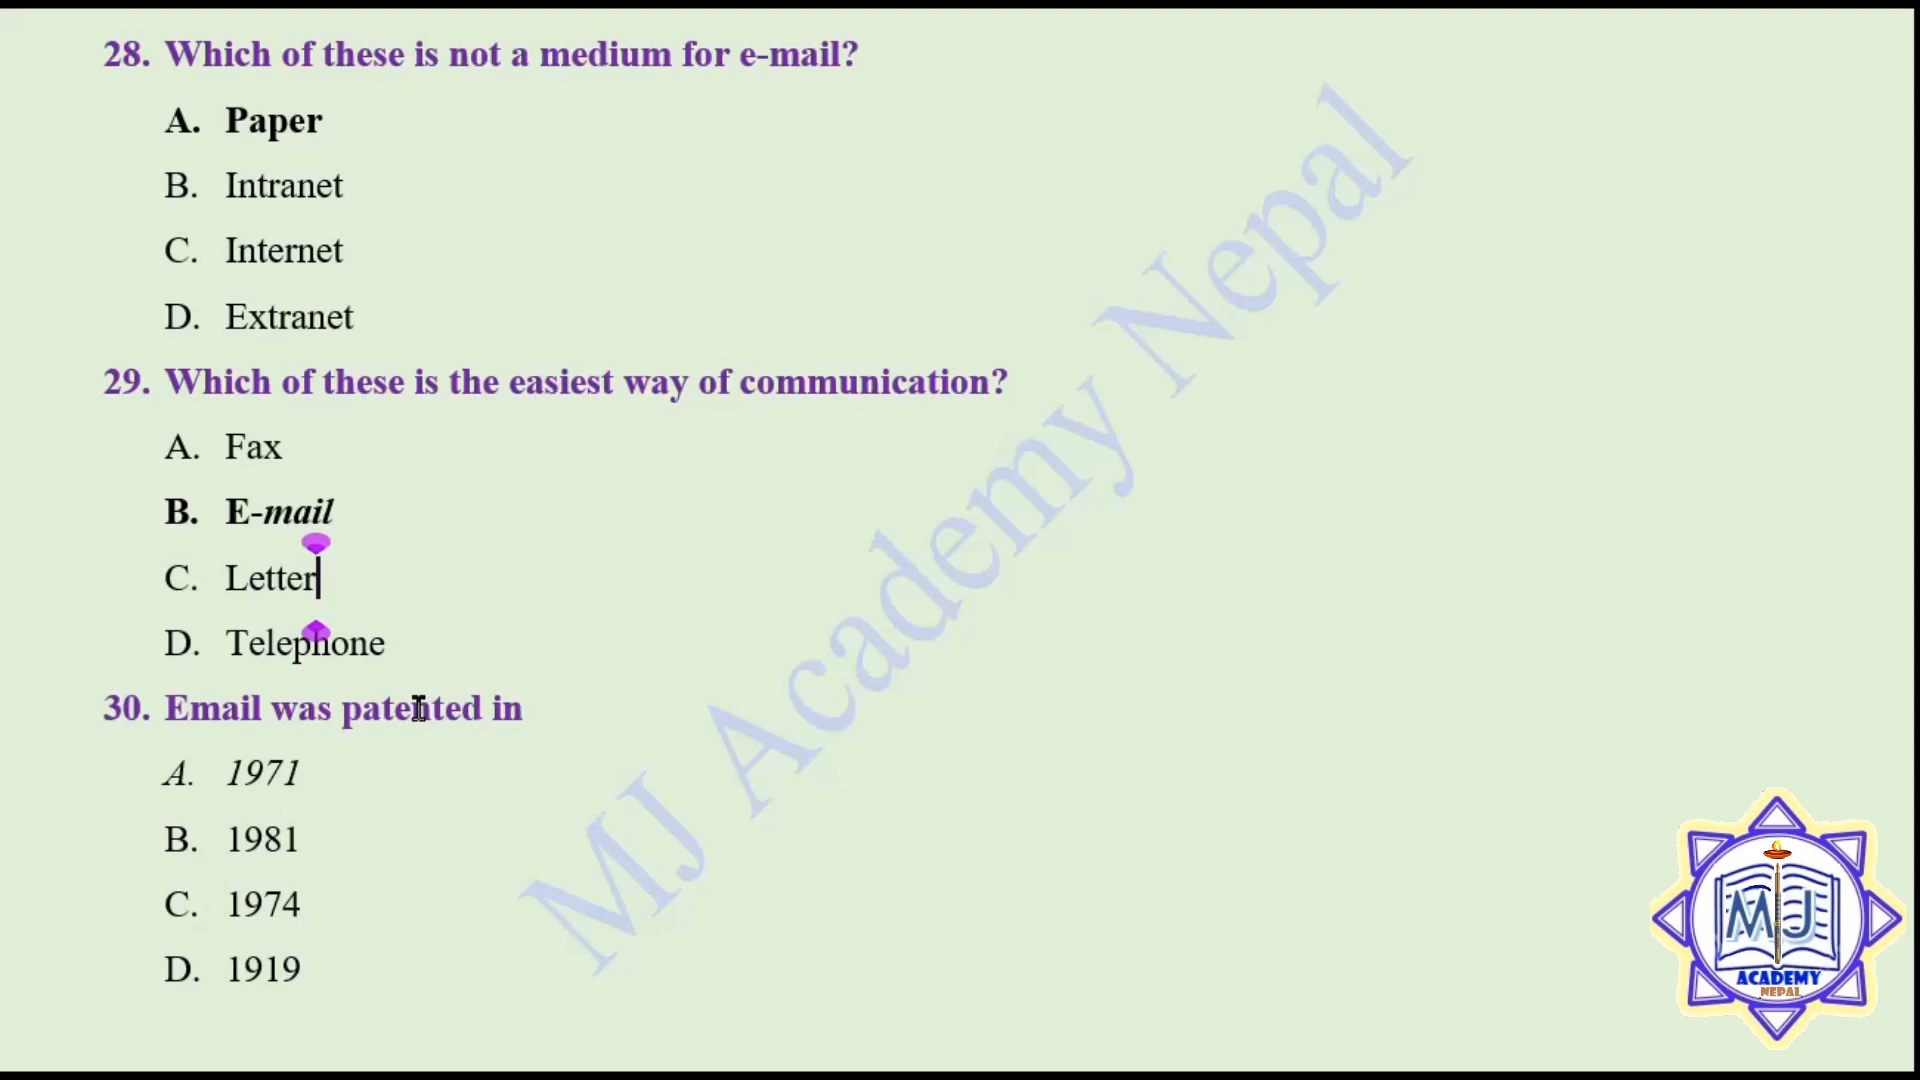 28. Which of these is not a medium for e-mail?
A. Paper
B. Intranet
C. Internet
D. Extranet
29. Which of these is the easiest way of communication?
A. Fax
B. E-mail
C. Letter
D. Telephone
30. Email was patented in
A. 1971
B. 1981
C. 1974
D. 1919
MJ Academy Nepal
MJ
ACADEMY
NEPAL